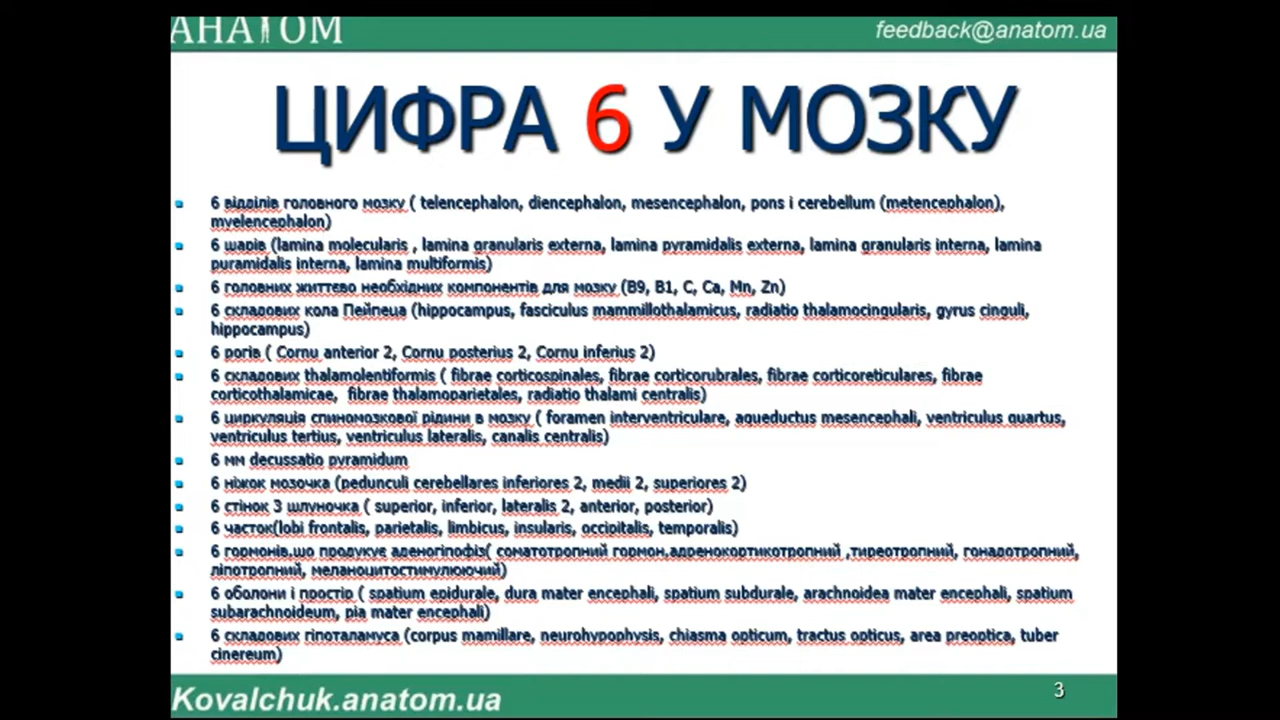 АНАТОМ
feedback@anatom.ua
ЦИФРА 6 У МОЗКУ
6 відділів головного мозку ( telencephalon, diencephalon, mesencephalon, pons і cerebellum (metencephalon),
myelencephalon)
6 шарів (lamina molecularis , lamina granularis externa, lamina pyramidalis externa, lamina granularis interna, lamina
puramidalis interna, lamina multiformis)
6 головних життєво необхідних компонентів для мозку (B9, B1, C, Ca, Mn, Zn)
6 складових кола Пейпеца (hippocampus, fasciculus mammillothalamicus, radiatio thalamocingularis, gyrus cinguli,
hippocampus)
6 рогів ( Cornu anterior 2, Cornu posterius 2, Cornu inferius 2)
6 складових thalamolentiformis ( fibrae corticospinales, fibrae corticorubrales, fibrae corticoreticulares, fibrae
corticothalamicae, fibrae thalamoparietales, radiatio thalami centralis)
6 циркуляція спиномозкової рідини в мозку ( foramen interventriculare, aqueductus mesencephali, ventriculus quartus,
ventriculus tertius, ventriculus lateralis, canalis centralis)
6 мм decussatio pyramidum
6 ніжок мозочка (pedunculi cerebellares inferiores 2, medii 2, superiores 2)
6 стінок 3 шлуночка ( superior, inferior, lateralis 2, anterior, posterior)
6 часток(lobi frontalis, parietalis, limbicus, insularis, occipitalis, temporalis)
6 гормонів,що продукує аденогіпофіз( соматотропний гормон,адренокортикотропний ,тиреотропний, гонадотропний,
ліпотропний, меланоцитостимулюючий)
6 оболони і простір ( spatium epidurale, dura mater encephali, spatium subdurale, arachnoidea mater encephali, spatium
subarachnoideum, pia mater encephali)
6 складових гіпоталамуса (corpus mamillare, neurohypophysis, chiasma opticum, tractus opticus, area preoptica, tuber
cinereum)
Kovalchuk.anatom.ua
3